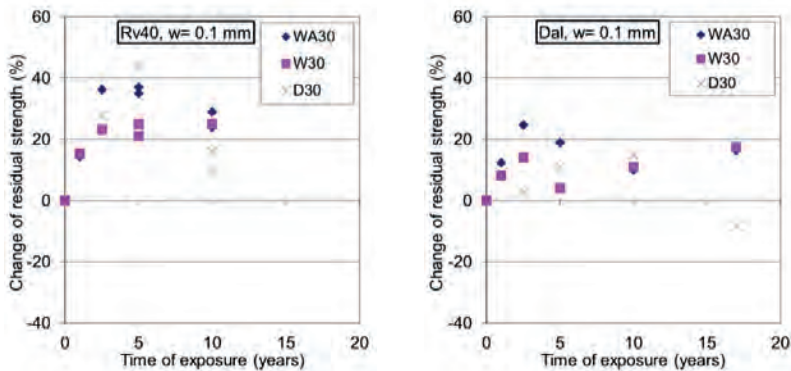 60
40
20
0
-20
-40
0
5
10
15
20
Change of residual strength (%)
Time of exposure (years)
Rv40, w= 0.1 mm
WA30
W30
D30
60
40
20
0
-20
-40
0
5
10
15
20
Change of residual strength (%)
Time of exposure (years)
Dal, w= 0.1 mm
WA30
W30
D30